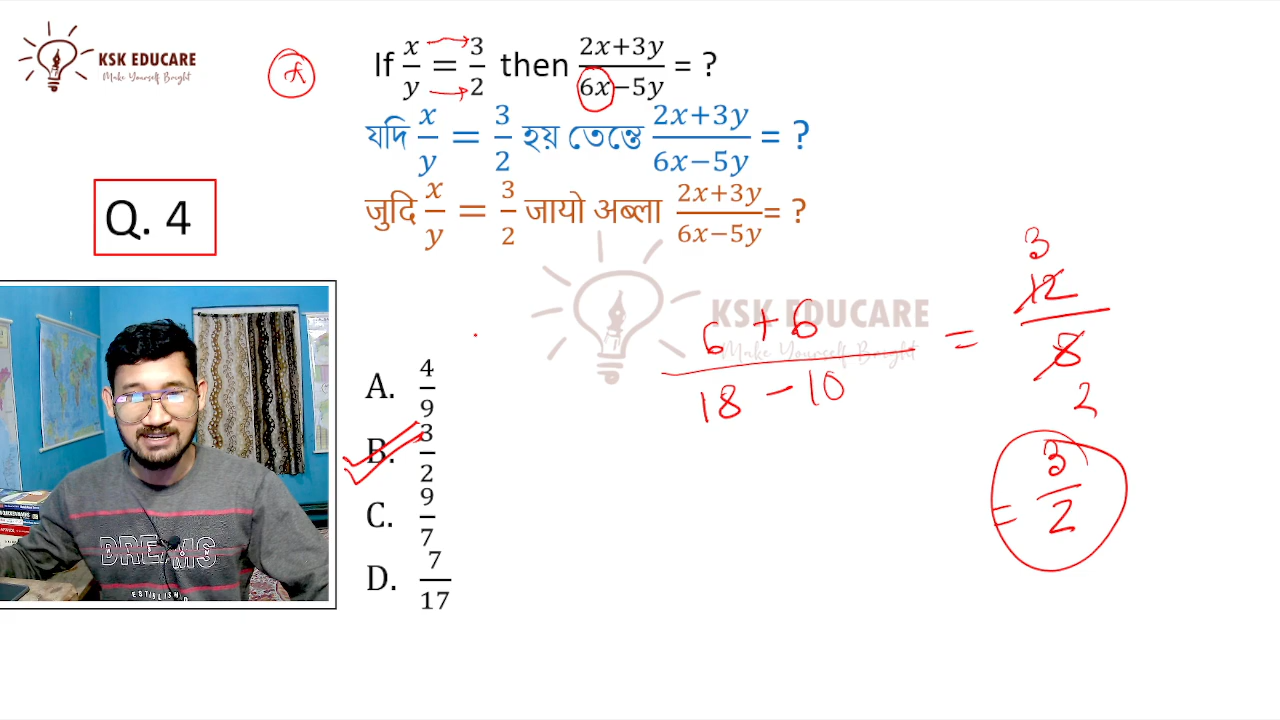 KSK EDUCARE
Make Yourself Bright
If x/y = 3/2 then (2x+3y)/(6x−5y) = ?
যদি x/y = 3/2 হয় তেন্তে (2x+3y)/(6x−5y) = ?
जुदि x/y = 3/2 जायो अब्ला (2x+3y)/(6x−5y) = ?
Q. 4
KSK EDUCARE
Make Yourself Bright
(6 + 6)/(18 − 10) = 12/8
3
2
= 3/2
A. 4/9
B. 3/2
C. 9/7
D. 7/17
DREAMS